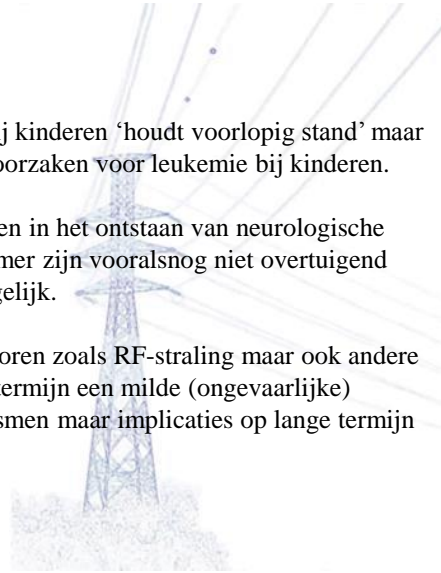 j kinderen ‘houdt voorlopig stand’ maar
oorzaken voor leukemie bij kinderen.
en in het ontstaan van neurologische
mer zijn vooralsnog niet overtuigend
gelijk.
oren zoals RF-straling maar ook andere
termijn een milde (ongevaarlijke)
smen maar implicaties op lange termijn